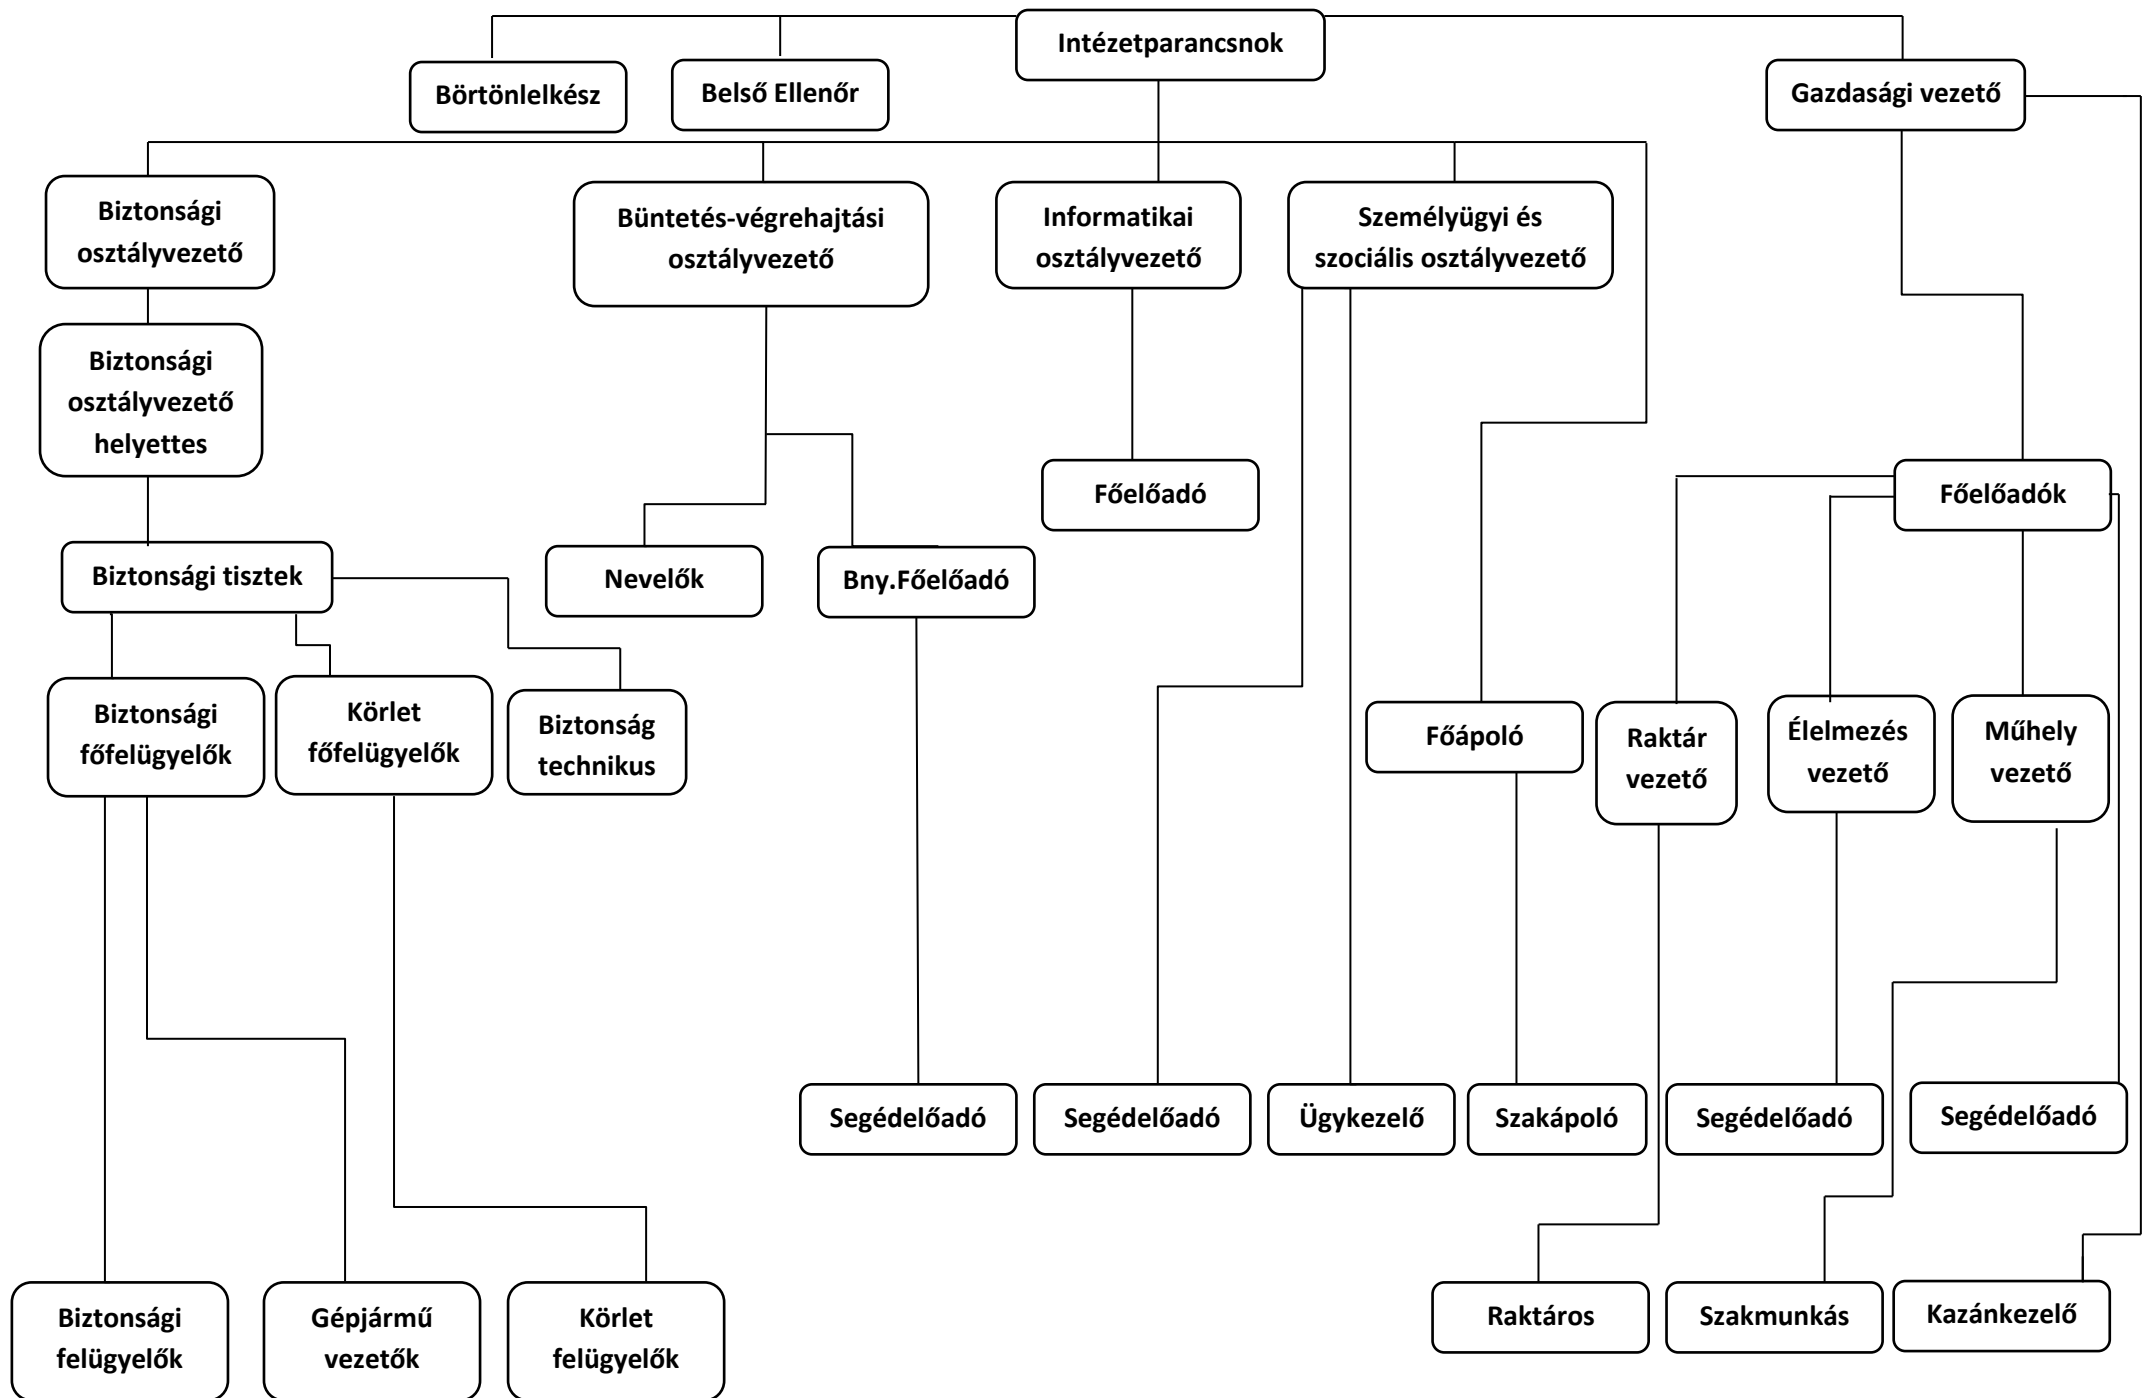 Intézetparancsnok
Börtönlelkész
Belső Ellenőr
Gazdasági vezető
Biztonsági
osztályvezető
Büntetés-végrehajtási
osztályvezető
Informatikai
osztályvezető
Személyügyi és
szociális osztályvezető
Biztonsági
osztályvezető
helyettes
Főelőadó
Főelőadók
Biztonsági tisztek
Nevelők
Bny.Főelőadó
Biztonsági
főfelügyelők
Körlet
főfelügyelők
Biztonság
technikus
Főápoló
Raktár
vezető
Élelmezés
vezető
Műhely
vezető
Segédelőadó
Segédelőadó
Ügykezelő
Szakápoló
Segédelőadó
Segédelőadó
Biztonsági
felügyelők
Gépjármű
vezetők
Körlet
felügyelők
Raktáros
Szakmunkás
Kazánkezelő